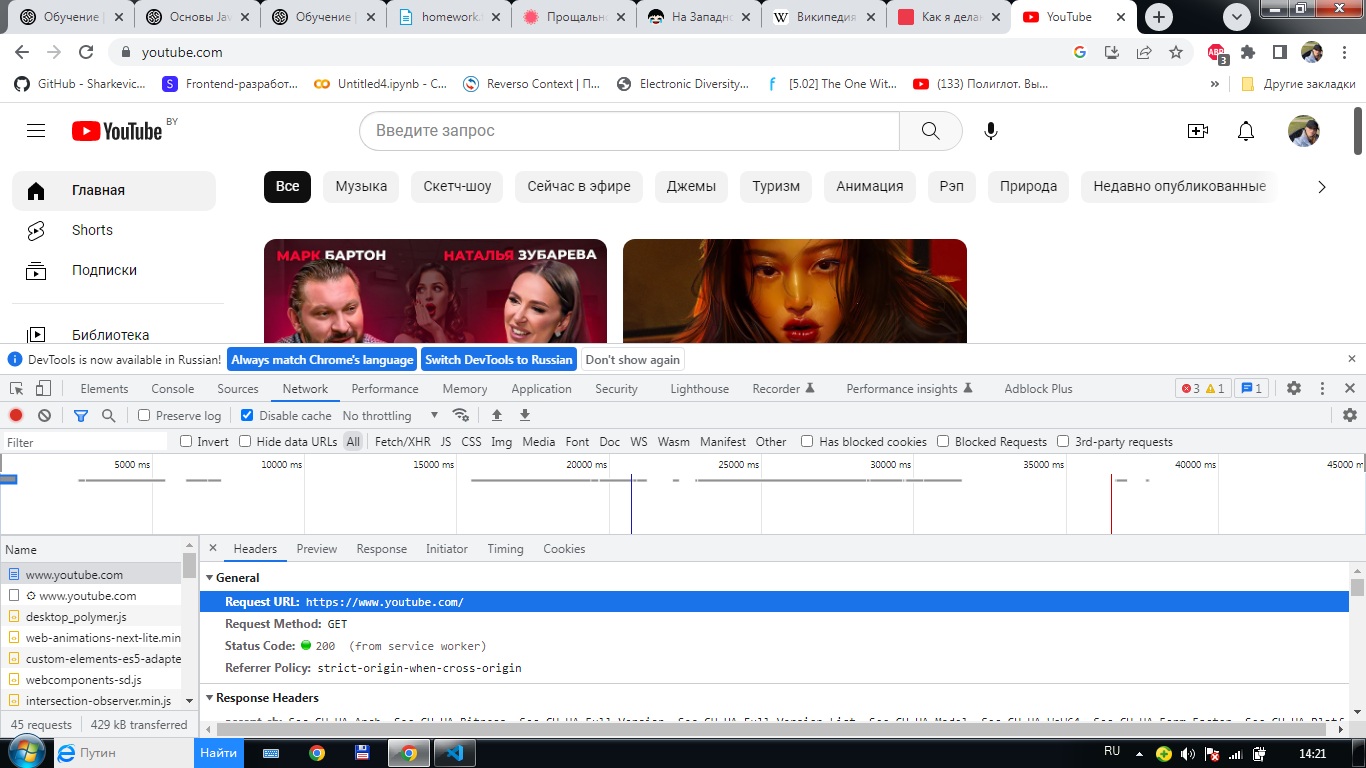 Обучение |
Основы Jav
Обучение |
homework.t
Прощально
На Западно
Википедия
Как я делаю
YouTube
youtube.com
3
GitHub - Sharkevic...
Frontend-разработ...
Untitled4.ipynb - C...
Reverso Context | П...
Electronic Diversity...
[5.02] The One Wit...
(133) Полиглот. Вы...
»
Другие закладки
YouTube BY
Введите запрос
Главная
Shorts
Подписки
Библиотека
Все
Музыка
Скетч-шоу
Сейчас в эфире
Джемы
Туризм
Анимация
Рэп
Природа
Недавно опубликованные
МАРК БАРТОН
НАТАЛЬЯ ЗУБАРЕВА
DevTools is now available in Russian!
Always match Chrome's language
Switch DevTools to Russian
Don't show again
Elements
Console
Sources
Network
Performance
Memory
Application
Security
Lighthouse
Recorder
Performance insights
Adblock Plus
3
1
1
Preserve log
Disable cache
No throttling
Filter
Invert
Hide data URLs
All
Fetch/XHR
JS
CSS
Img
Media
Font
Doc
WS
Wasm
Manifest
Other
Has blocked cookies
Blocked Requests
3rd-party requests
5000 ms
10000 ms
15000 ms
20000 ms
25000 ms
30000 ms
35000 ms
40000 ms
45000 m
Name
www.youtube.com
www.youtube.com
desktop_polymer.js
web-animations-next-lite.min
custom-elements-es5-adapte
webcomponents-sd.js
intersection-observer.min.js
45 requests
429 kB transferred
Headers
Preview
Response
Initiator
Timing
Cookies
General
Request URL: https://www.youtube.com/
Request Method: GET
Status Code: 200 (from service worker)
Referrer Policy: strict-origin-when-cross-origin
Response Headers
Путин
Найти
RU
14:21